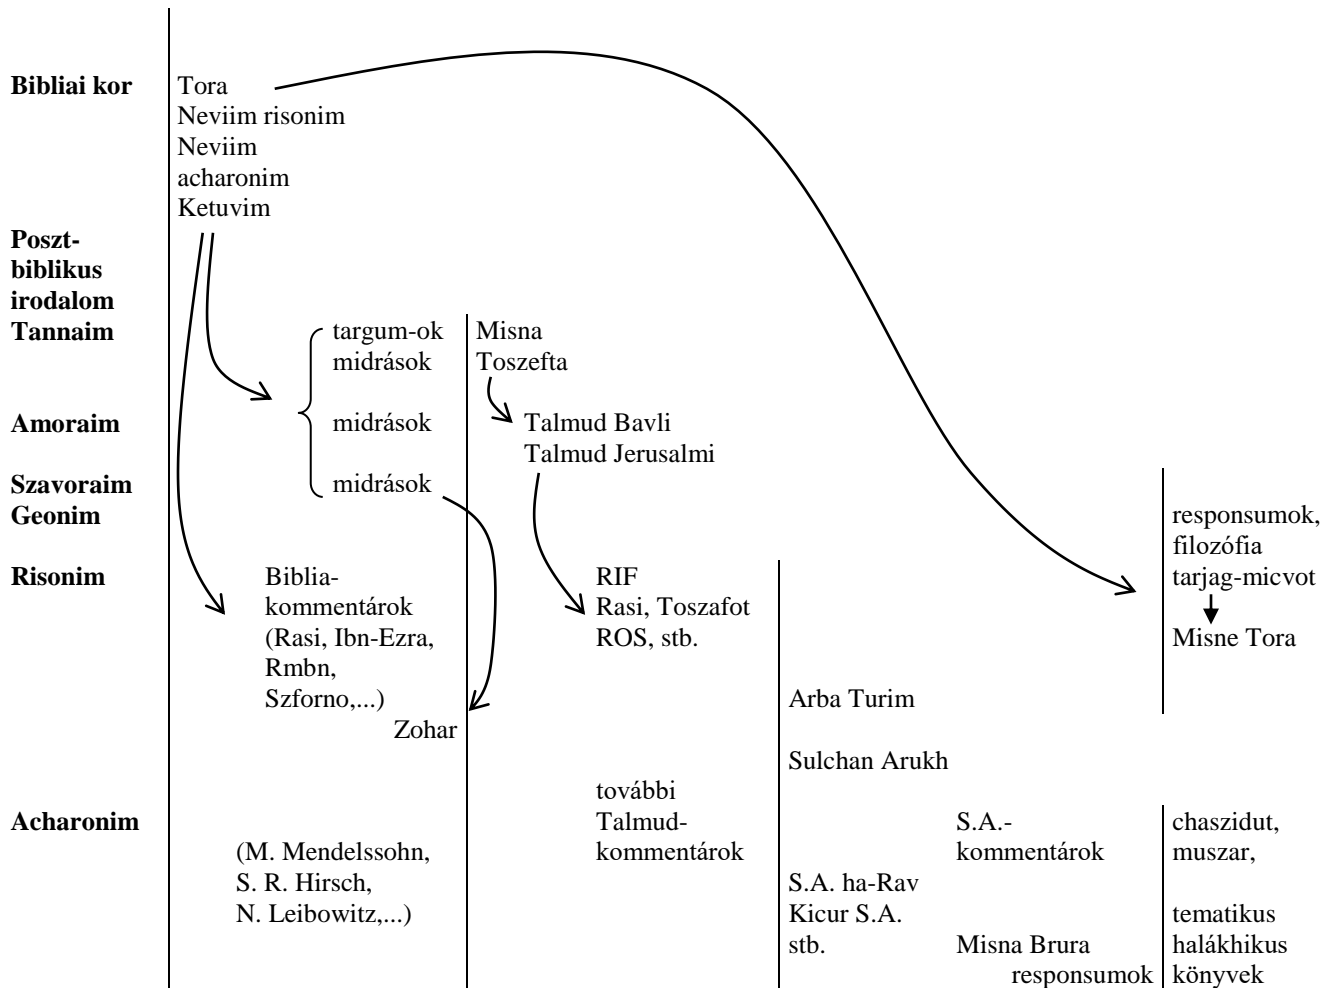 Bibliai kor
Tora
Neviim risonim
Neviim
acharonim
Ketuvim
Poszt-
biblikus
irodalom
Tannaim
targum-ok
midrások
Misna
Toszefta
Amoraim
midrások
Talmud Bavli
Talmud Jerusalmi
Szavoraim
Geonim
midrások
responsumok,
filozófia
tarjag-micvot
Misne Tora
Risonim
Biblia-
kommentárok
(Rasi, Ibn-Ezra,
Rmbn,
Szforno,...)
Zohar
RIF
Rasi, Toszafot
ROS, stb.
Arba Turim
Sulchan Arukh
Acharonim
(M. Mendelssohn,
S. R. Hirsch,
N. Leibowitz,...)
további
Talmud-
kommentárok
S.A. ha-Rav
Kicur S.A.
stb.
S.A.-
kommentárok
Misna Brura
responsumok
chaszidut,
muszar,
tematikus
halákhikus
könyvek